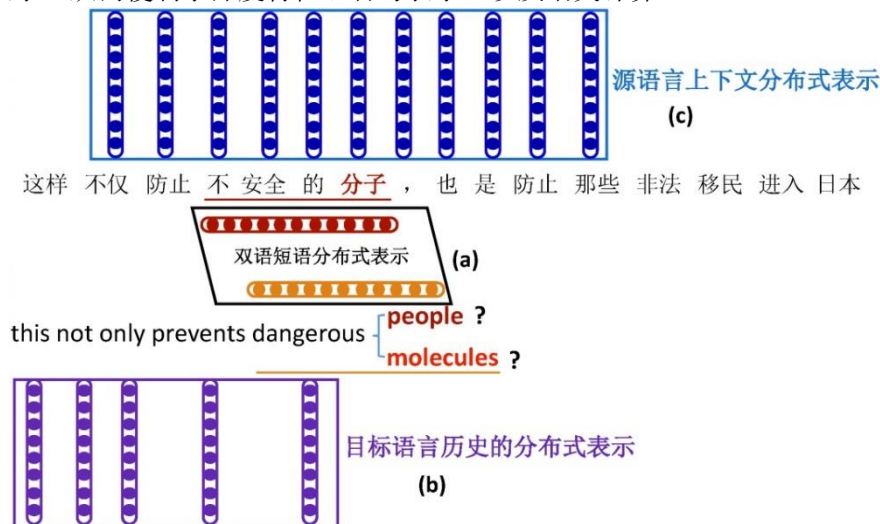 源语言上下文分布式表示
(c)
这样 不仅 防止 不 安全 的 分子 , 也 是 防止 那些 非法 移民 进入 日本
双语短语分布式表示
(a)
this not only prevents dangerous
people ?
molecules ?
目标语言历史的分布式表示
(b)